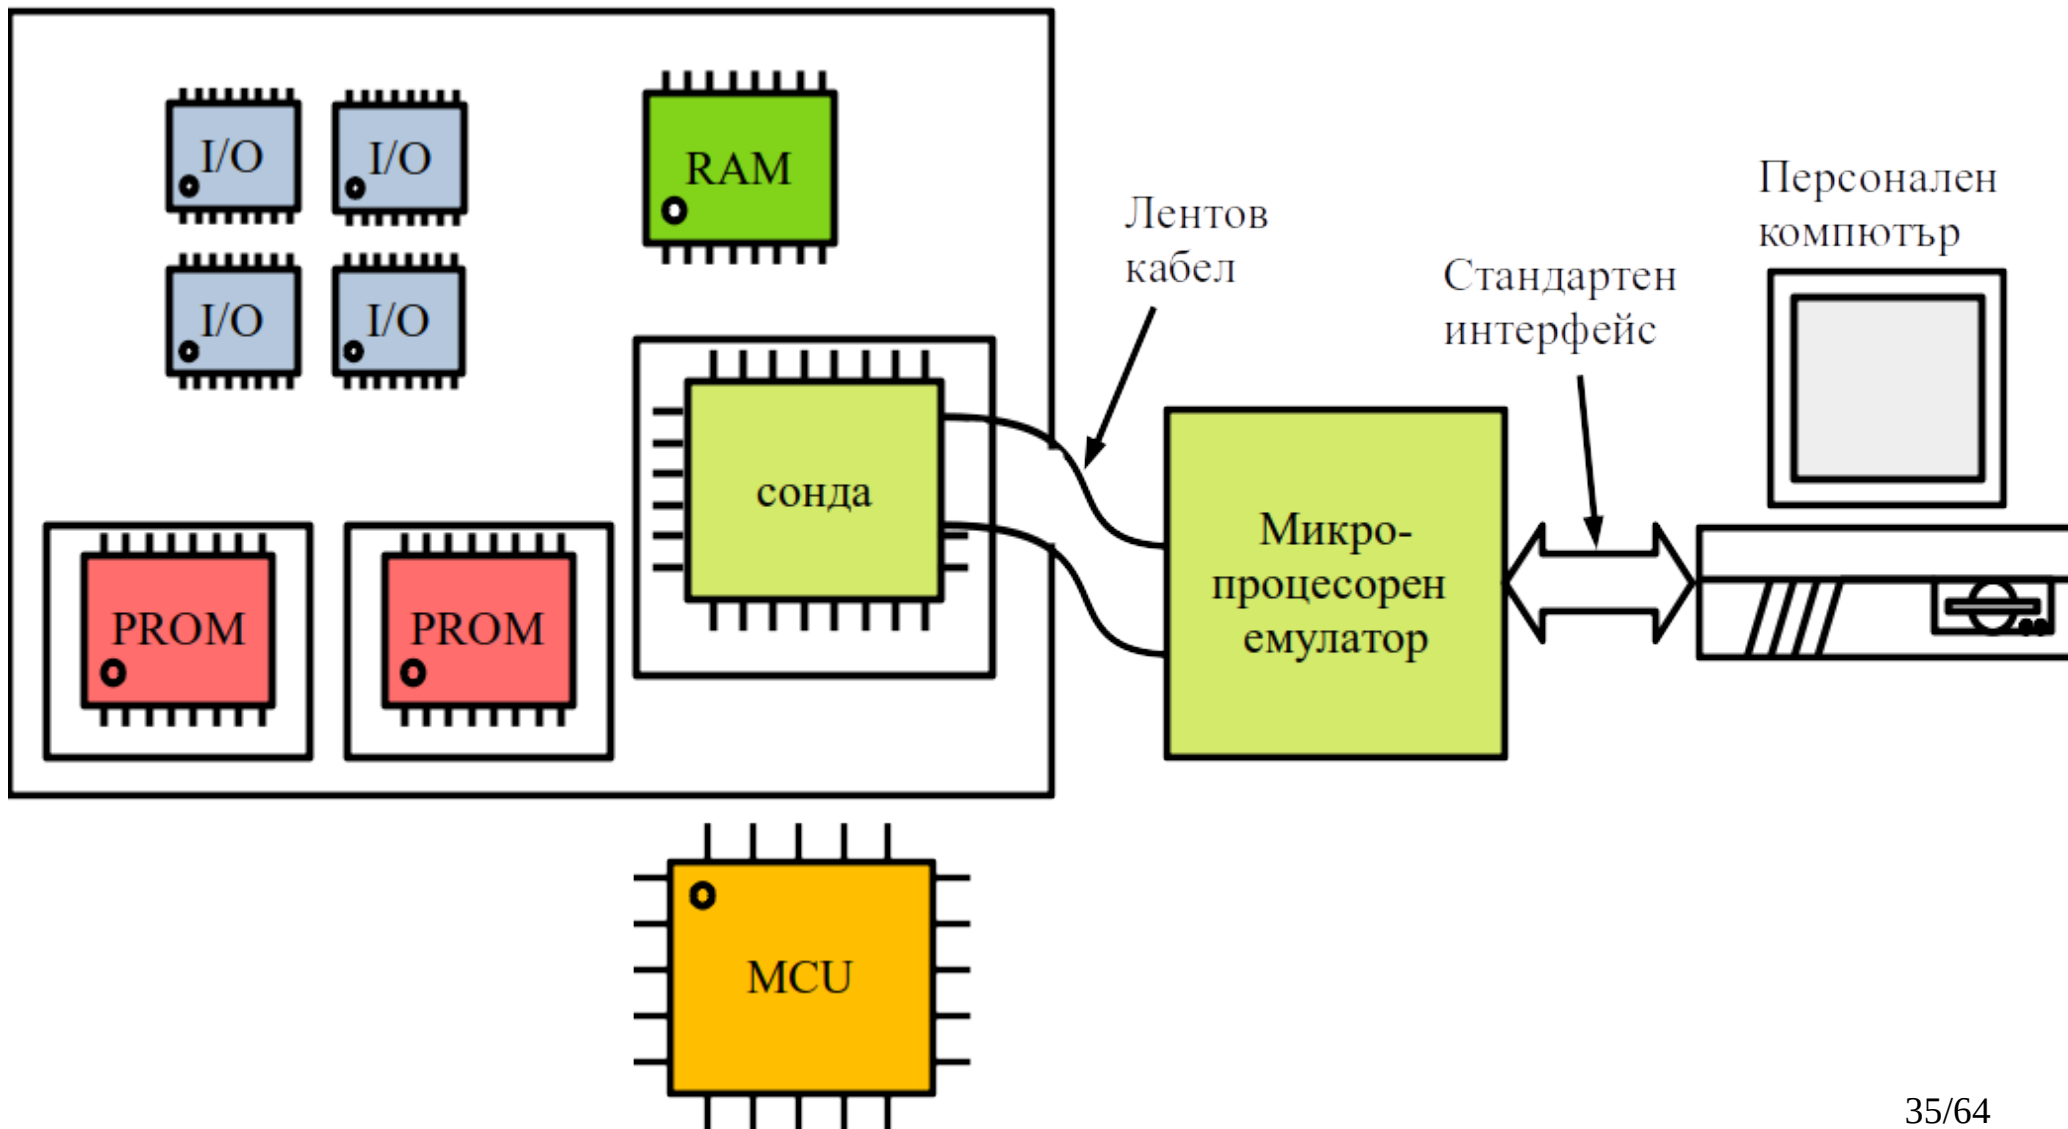 I/O
I/O
RAM
I/O
I/O
Лентов
кабел
Стандартен
интерфейс
Персонален
компютър
сонда
Микро-
процесорен
емулатор
PROM
PROM
MCU
35/64